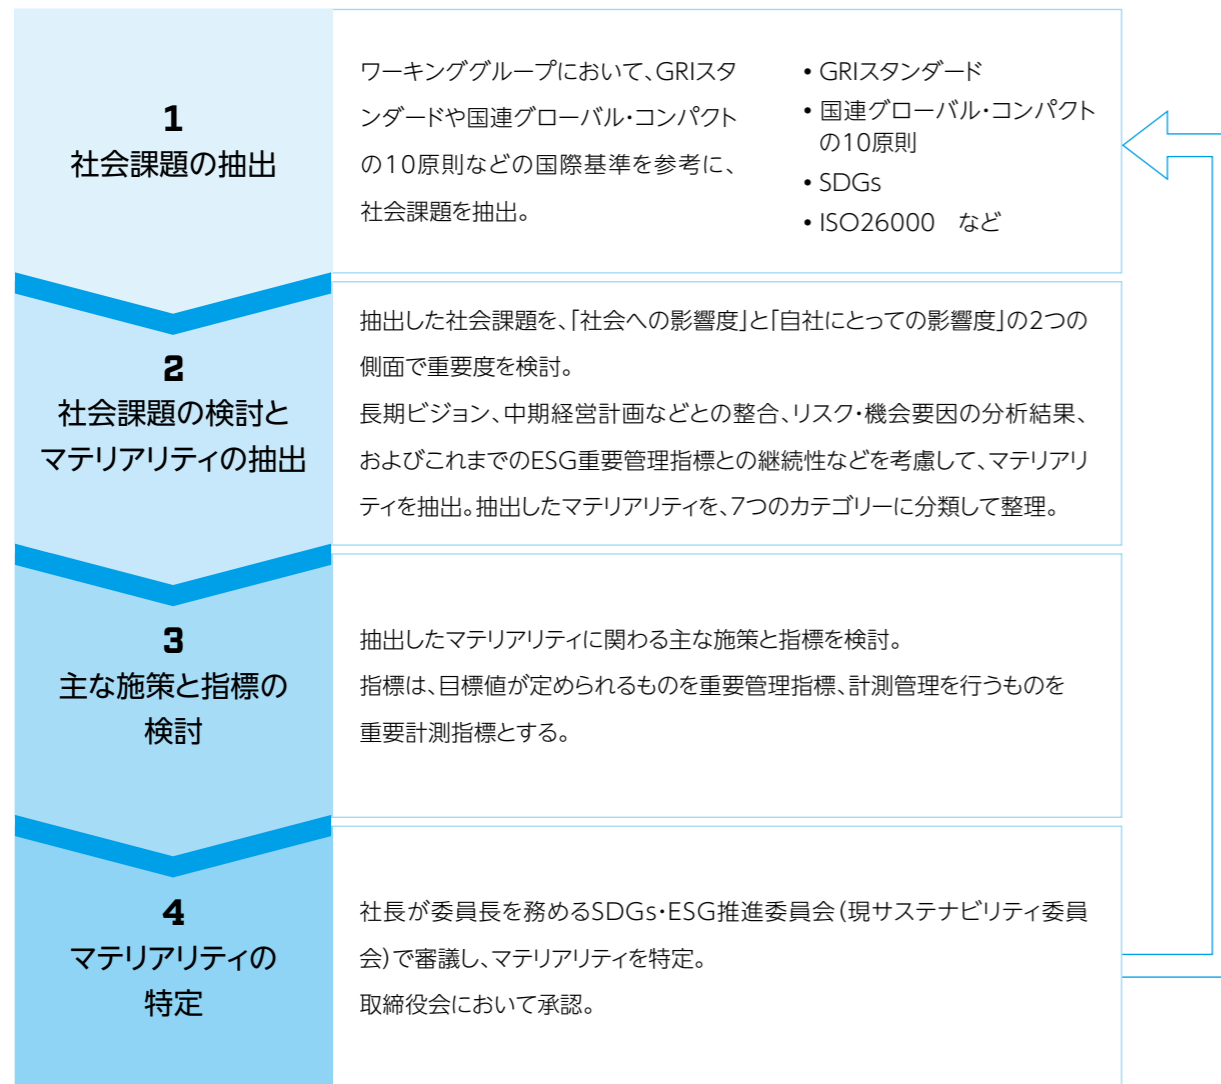 1
社会課題の抽出
ワーキンググループにおいて、GRIスタ
ンダードや国連グローバル・コンパクト
の10原則などの国際基準を参考に、
社会課題を抽出。
• GRIスタンダード
• 国連グローバル・コンパクト
の10原則
• SDGs
• ISO26000　など
2
社会課題の検討と
マテリアリティの抽出
抽出した社会課題を、「社会への影響度」と「自社にとっての影響度」の2つの
側面で重要度を検討。
長期ビジョン、中期経営計画などとの整合、リスク・機会要因の分析結果、
およびこれまでのESG重要管理指標との継続性などを考慮して、マテリアリ
ティを抽出。抽出したマテリアリティを、7つのカテゴリーに分類して整理。
3
主な施策と指標の
検討
抽出したマテリアリティに関わる主な施策と指標を検討。
指標は、目標値が定められるものを重要管理指標、計測管理を行うものを
重要計測指標とする。
4
マテリアリティの
特定
社長が委員長を務めるSDGs・ESG推進委員会(現サステナビリティ委員
会)で審議し、マテリアリティを特定。
取締役会において承認。